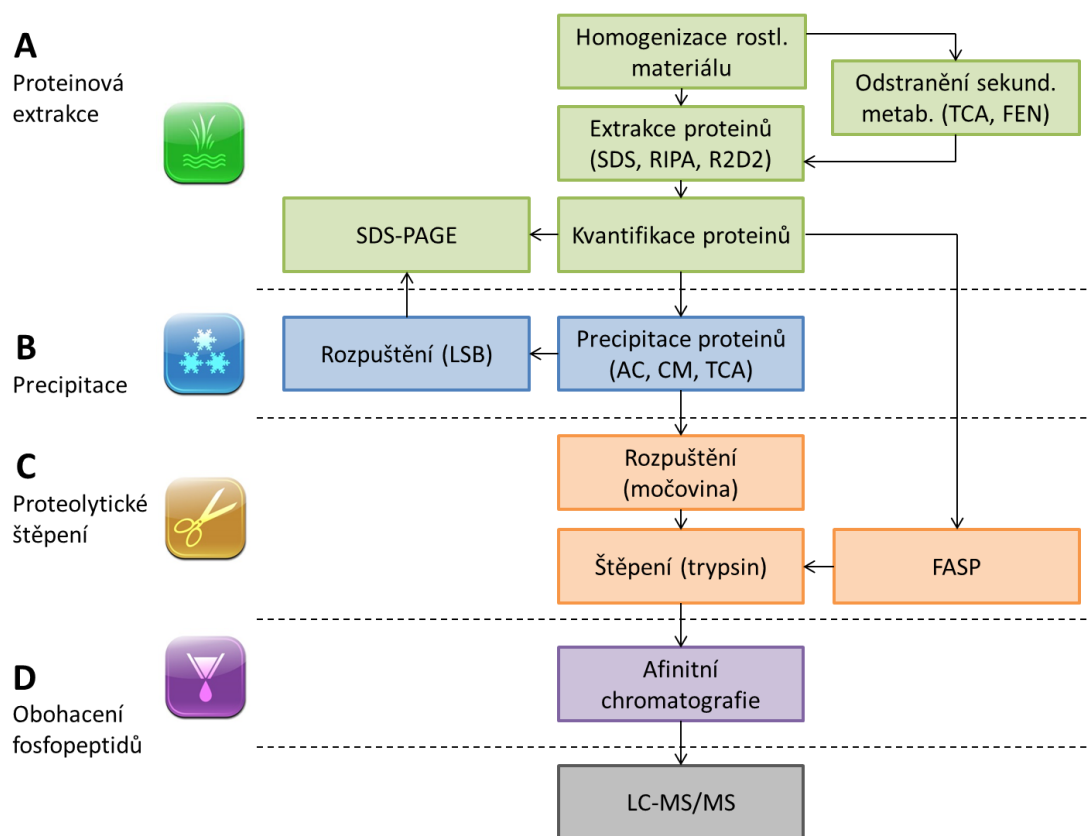 A
Proteinová
extrakce
Homogenizace rostl.
materiálu
Odstranění sekund.
metab. (TCA, FEN)
Extrakce proteinů
(SDS, RIPA, R2D2)
SDS-PAGE
Kvantifikace proteinů
B
Precipitace
Rozpuštění (LSB)
Precipitace proteinů
(AC, CM, TCA)
C
Proteolytické
štěpení
Rozpuštění
(močovina)
Štěpení (trypsin)
FASP
D
Obohacení
fosfopeptidů
Afinitní
chromatografie
LC-MS/MS